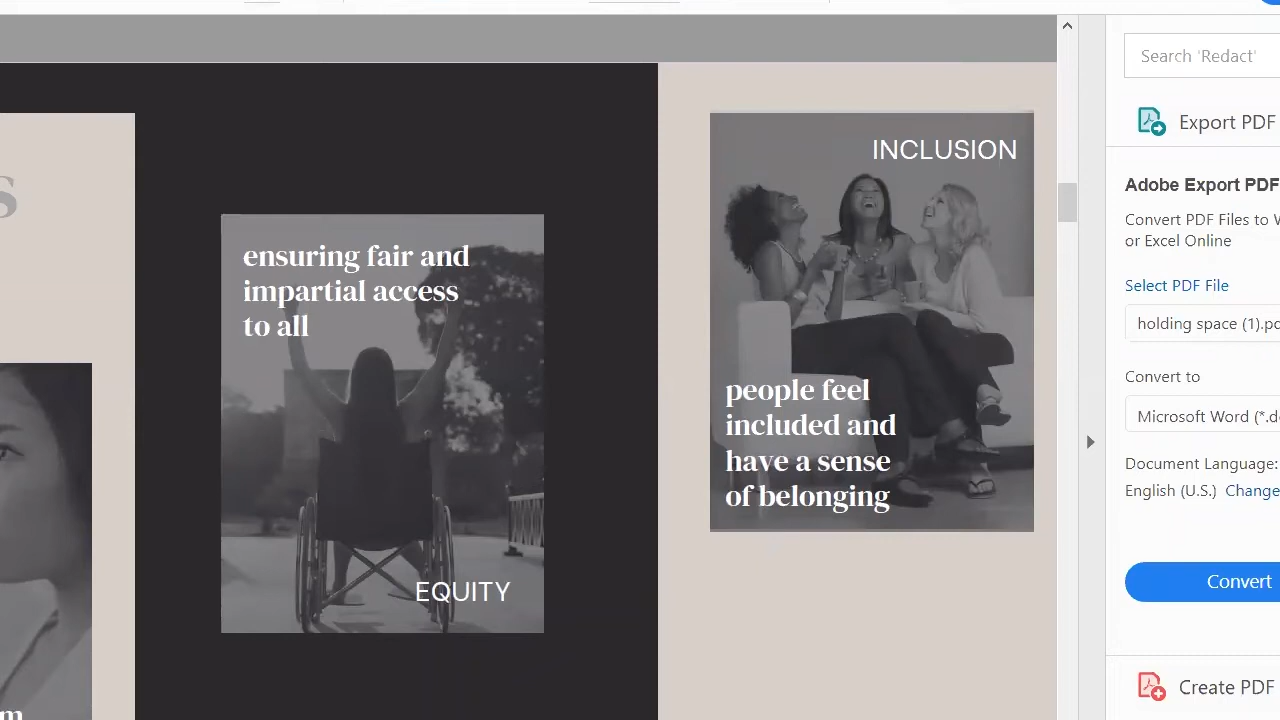 s
m
ensuring fair and
impartial access
to all
EQUITY
INCLUSION
people feel
included and
have a sense
of belonging
Search 'Redact'
Export PDF
Adobe Export PDF
Convert PDF Files to
or Excel Online
Select PDF File
holding space (1).pd
Convert to
Microsoft Word (*.d
Document Language:
English (U.S.) Change
Convert
Create PDF